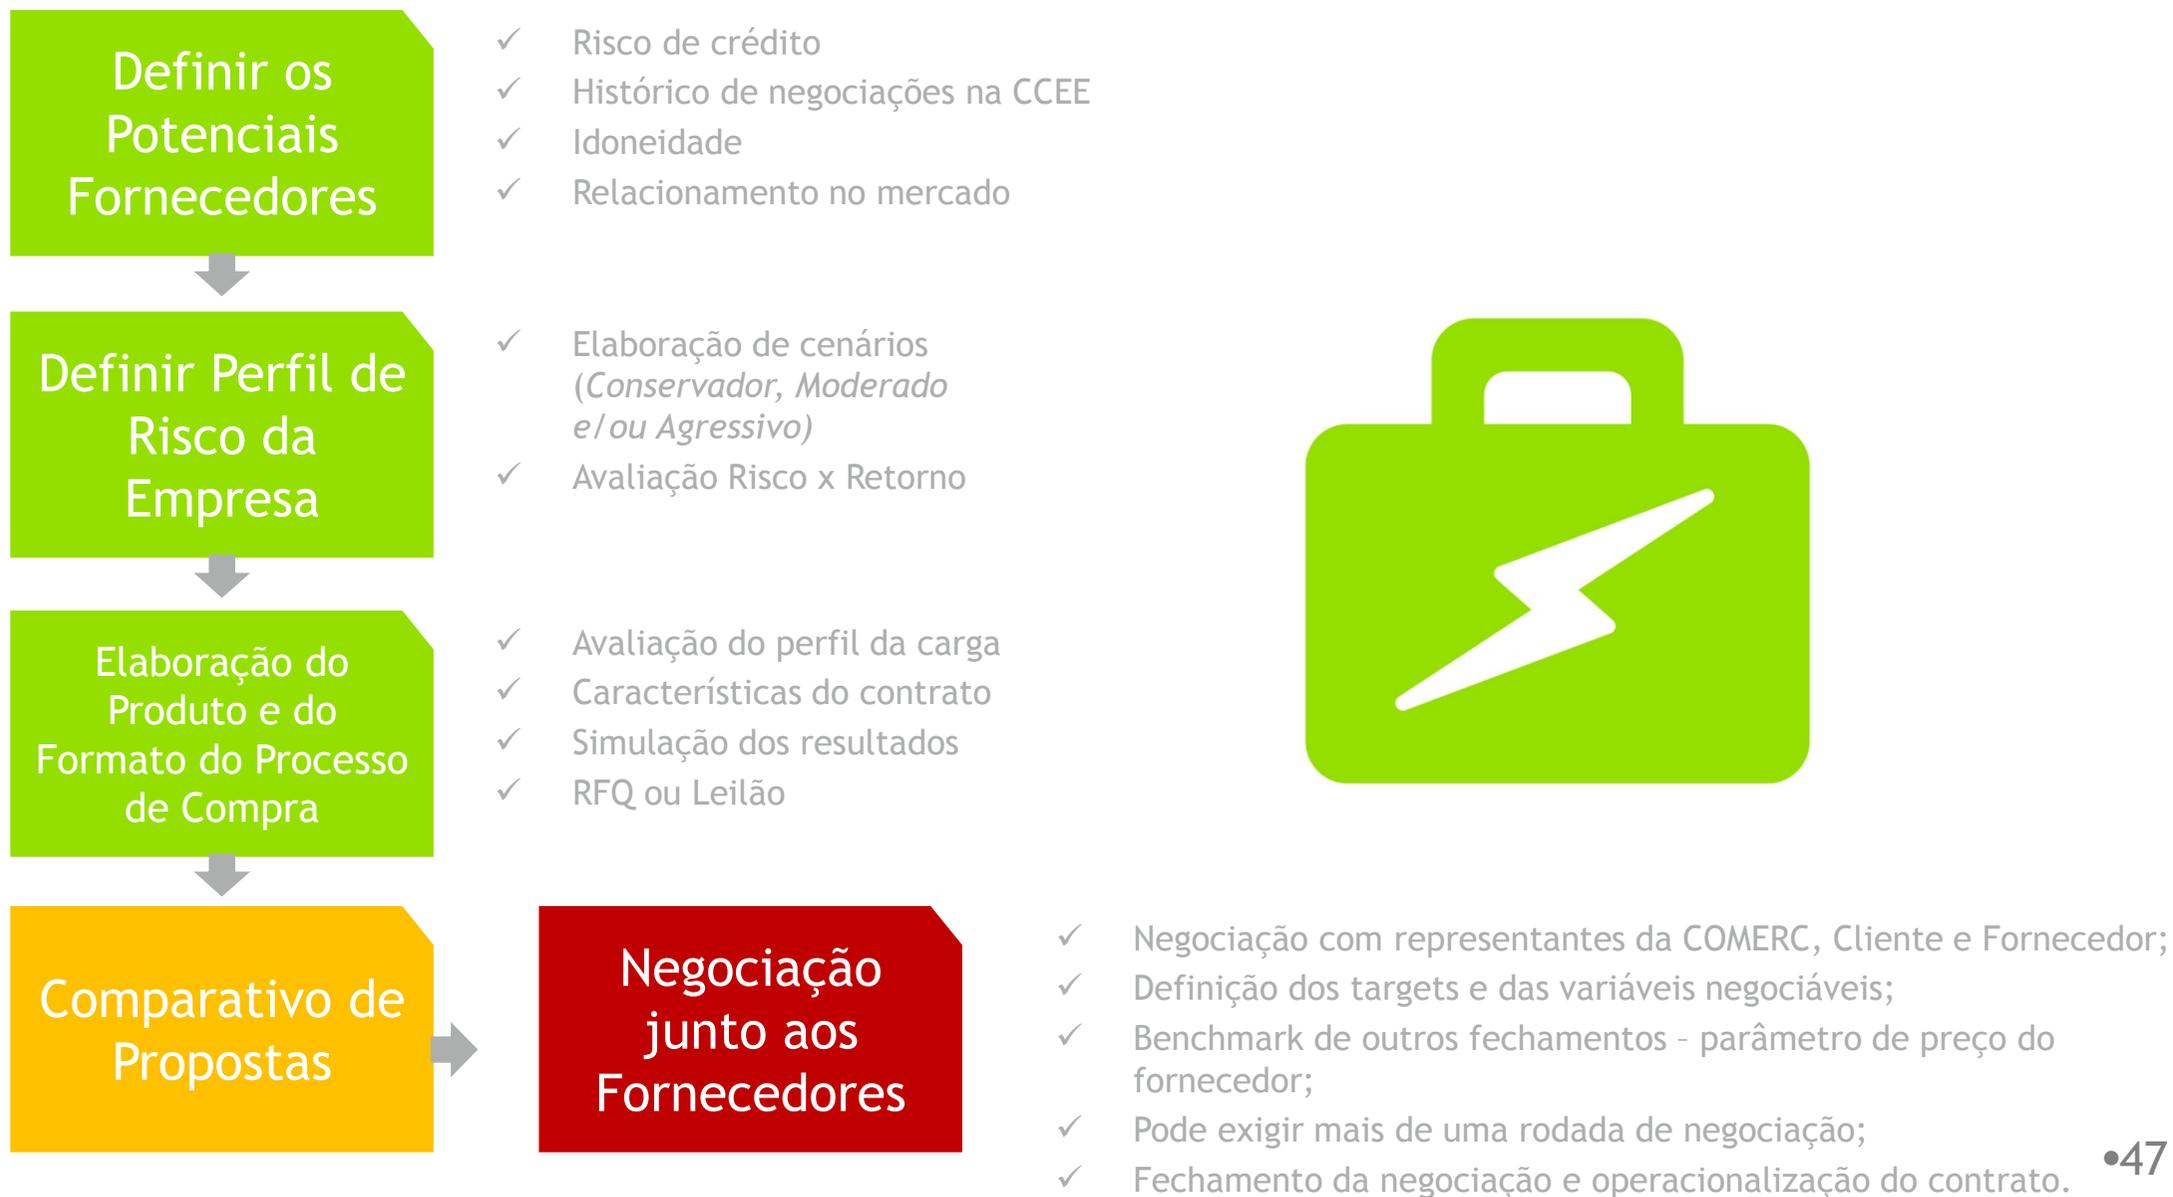 Definir os
Potenciais
Fornecedores
✓ Risco de crédito
✓ Histórico de negociações na CCEE
✓ Idoneidade
✓ Relacionamento no mercado
Definir Perfil de
Risco da
Empresa
✓ Elaboração de cenários
(Conservador, Moderado
e/ou Agressivo)
✓ Avaliação Risco x Retorno
Elaboração do
Produto e do
Formato do Processo
de Compra
✓ Avaliação do perfil da carga
✓ Características do contrato
✓ Simulação dos resultados
✓ RFQ ou Leilão
Comparativo de
Propostas
Negociação
junto aos
Fornecedores
✓ Negociação com representantes da COMERC, Cliente e Fornecedor;
✓ Definição dos targets e das variáveis negociáveis;
✓ Benchmark de outros fechamentos – parâmetro de preço do
fornecedor;
✓ Pode exigir mais de uma rodada de negociação;
✓ Fechamento da negociação e operacionalização do contrato.
•47